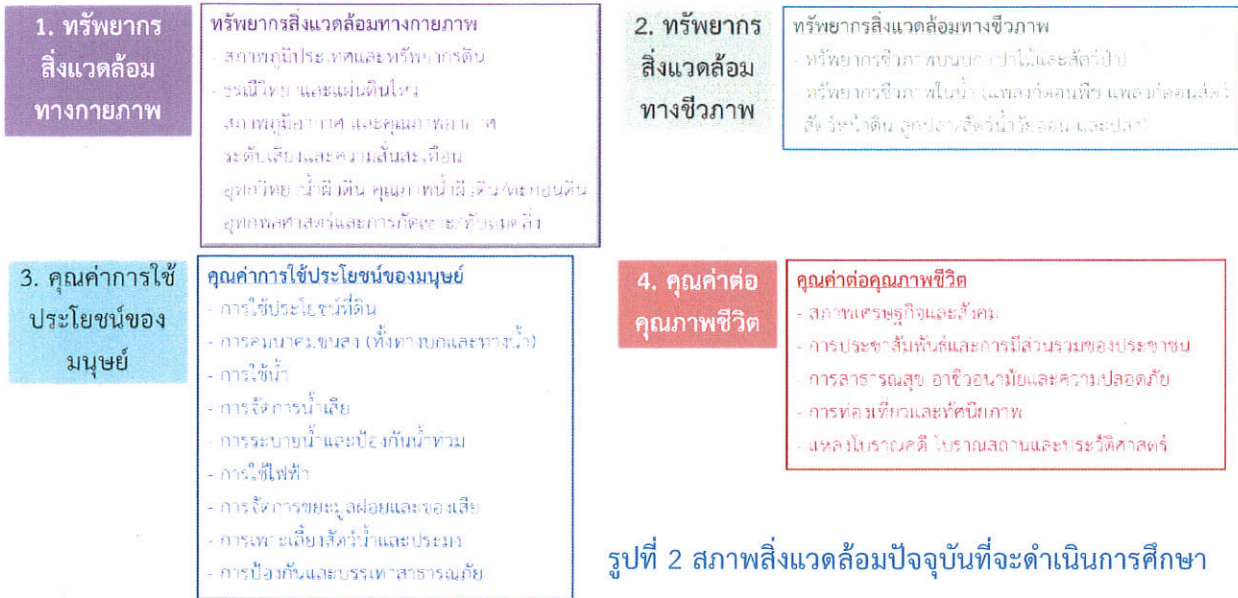 1. ทรัพยากร
สิ่งแวดล้อม
ทางกายภาพ
ทรัพยากรสิ่งแวดล้อมทางกายภาพ
- สภาพภูมิประเทศและทรัพยากรดิน
- ธรณีวิทยาและแผ่นดินไหว
สภาพภูมิอากาศ และคุณภาพอากาศ
ระดับเสียงและความสั่นสะเทือน
อุทกวิทยาน้ำผิวดิน คุณภาพน้ำผิวดิน/ตะกอนดิน
อุทกพลศาสตร์และการกัดเซาะ/ทับถมตลิ่ง
2. ทรัพยากร
สิ่งแวดล้อม
ทางชีวภาพ
ทรัพยากรสิ่งแวดล้อมทางชีวภาพ
- ทรัพยากรชีวภาพบนบก (ป่าไม้และสัตว์ป่า)
- ทรัพยากรชีวภาพในน้ำ (แพลงก์ตอนพืช แพลงก์ตอนสัตว์
สัตว์หน้าดิน ลูกปลา/สัตว์น้ำวัยอ่อน และปลา)
3. คุณค่าการใช้
ประโยชน์ของ
มนุษย์
คุณค่าการใช้ประโยชน์ของมนุษย์
- การใช้ประโยชน์ที่ดิน
- การคมนาคมขนส่ง (ทั้งทางบกและทางน้ำ)
- การใช้น้ำ
- การจัดการน้ำเสีย
- การระบายน้ำและป้องกันน้ำท่วม
- การใช้ไฟฟ้า
- การจัดการขยะมูลฝอยและของเสีย
- การเพาะเลี้ยงสัตว์น้ำและประมง
- การป้องกันและบรรเทาสาธารณภัย
4. คุณค่าต่อ
คุณภาพชีวิต
คุณค่าต่อคุณภาพชีวิต
- สภาพเศรษฐกิจและสังคม
- การประชาสัมพันธ์และการมีส่วนร่วมของประชาชน
- การสาธารณสุข อาชีวอนามัยและความปลอดภัย
- การท่องเที่ยวและทัศนียภาพ
- แหล่งโบราณคดี โบราณสถานและประวัติศาสตร์
รูปที่ 2 สภาพสิ่งแวดล้อมปัจจุบันที่จะดำเนินการศึกษา